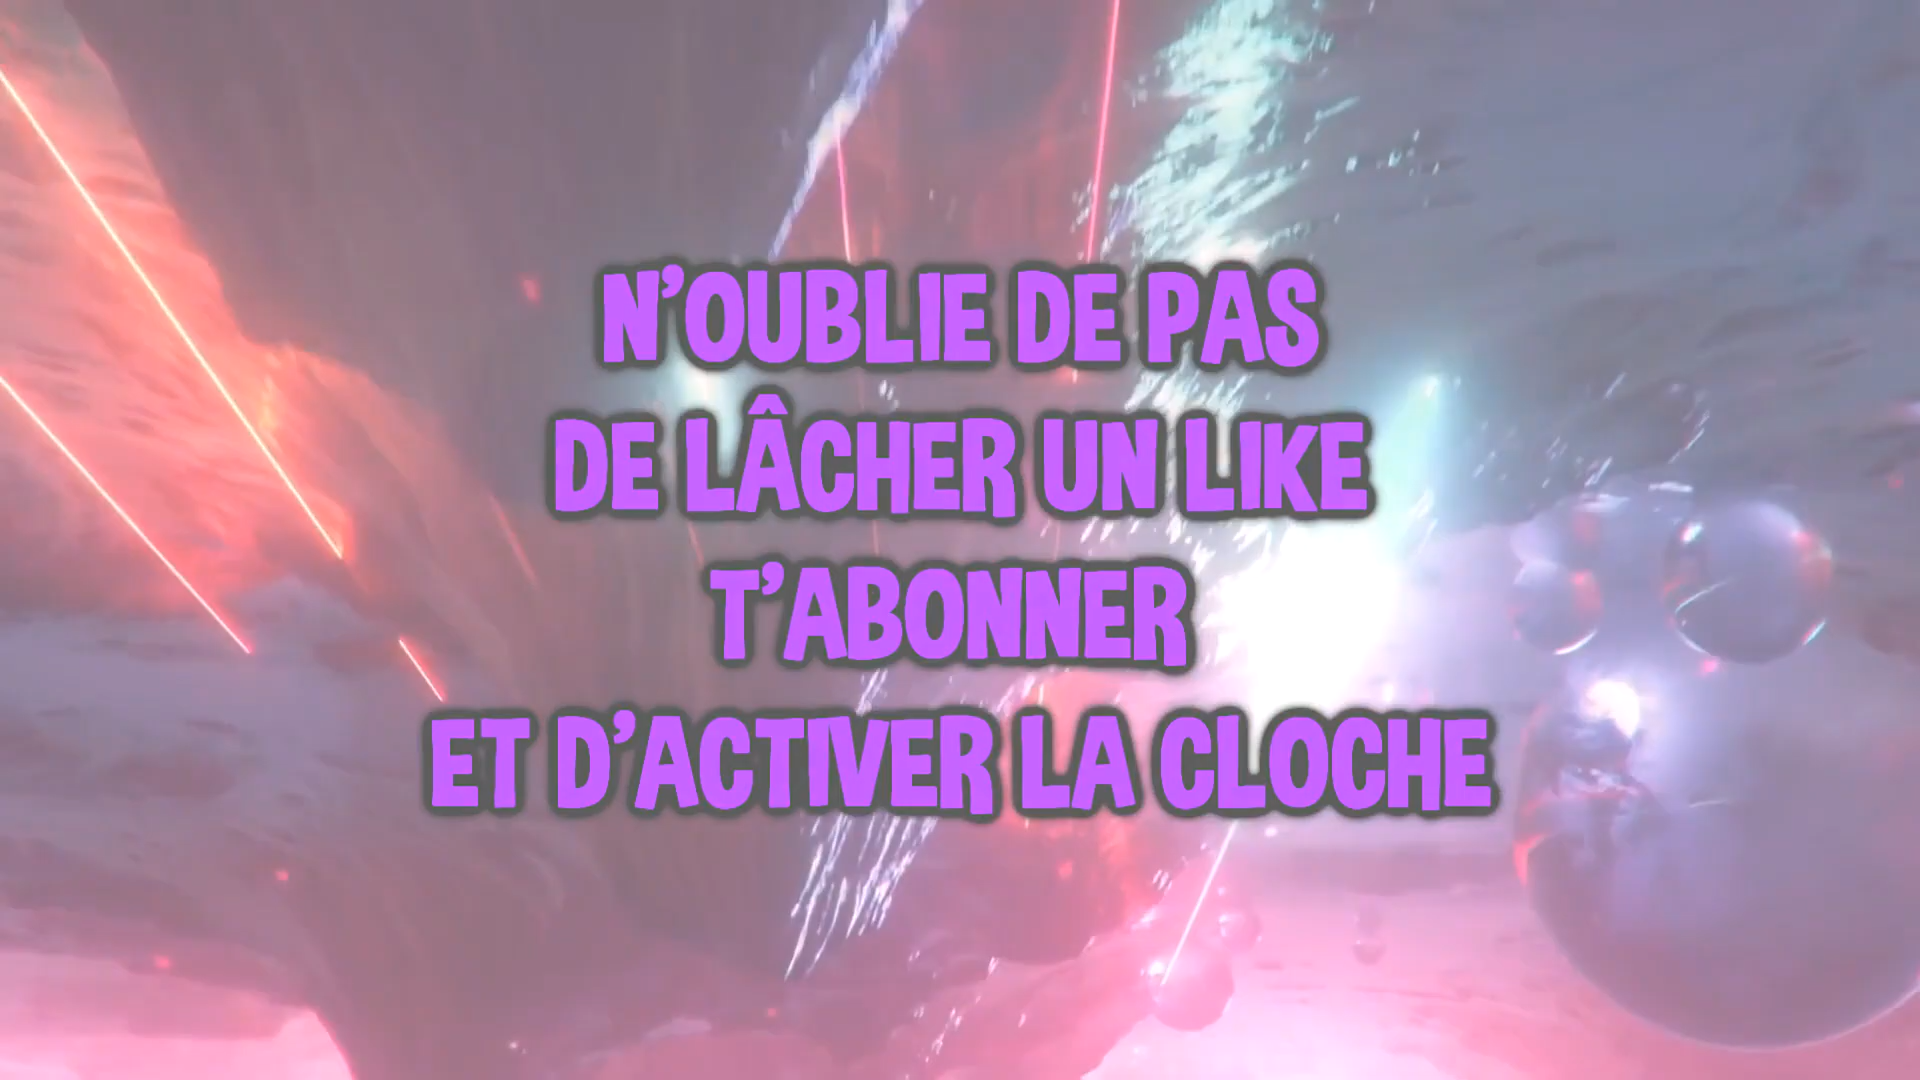 N'OUBLIE DE PAS
DE LÂCHER UN LIKE
T'ABONNER
ET D'ACTIVER LA CLOCHE